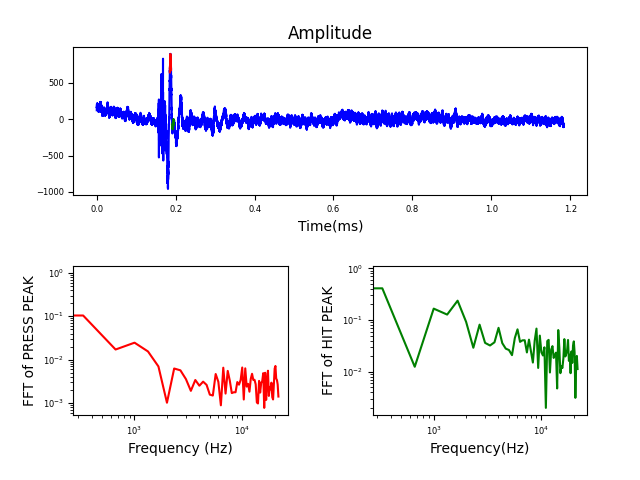 Amplitude
500
0
−500
−1000
0.0 0.2 0.4 0.6 0.8 1.0 1.2
Time(ms)
FFT of PRESS PEAK
10⁰
10⁻¹
10⁻²
10⁻³
10³ 10⁴
Frequency (Hz)
FFT of HIT PEAK
10⁰
10⁻¹
10⁻²
10³ 10⁴
Frequency(Hz)